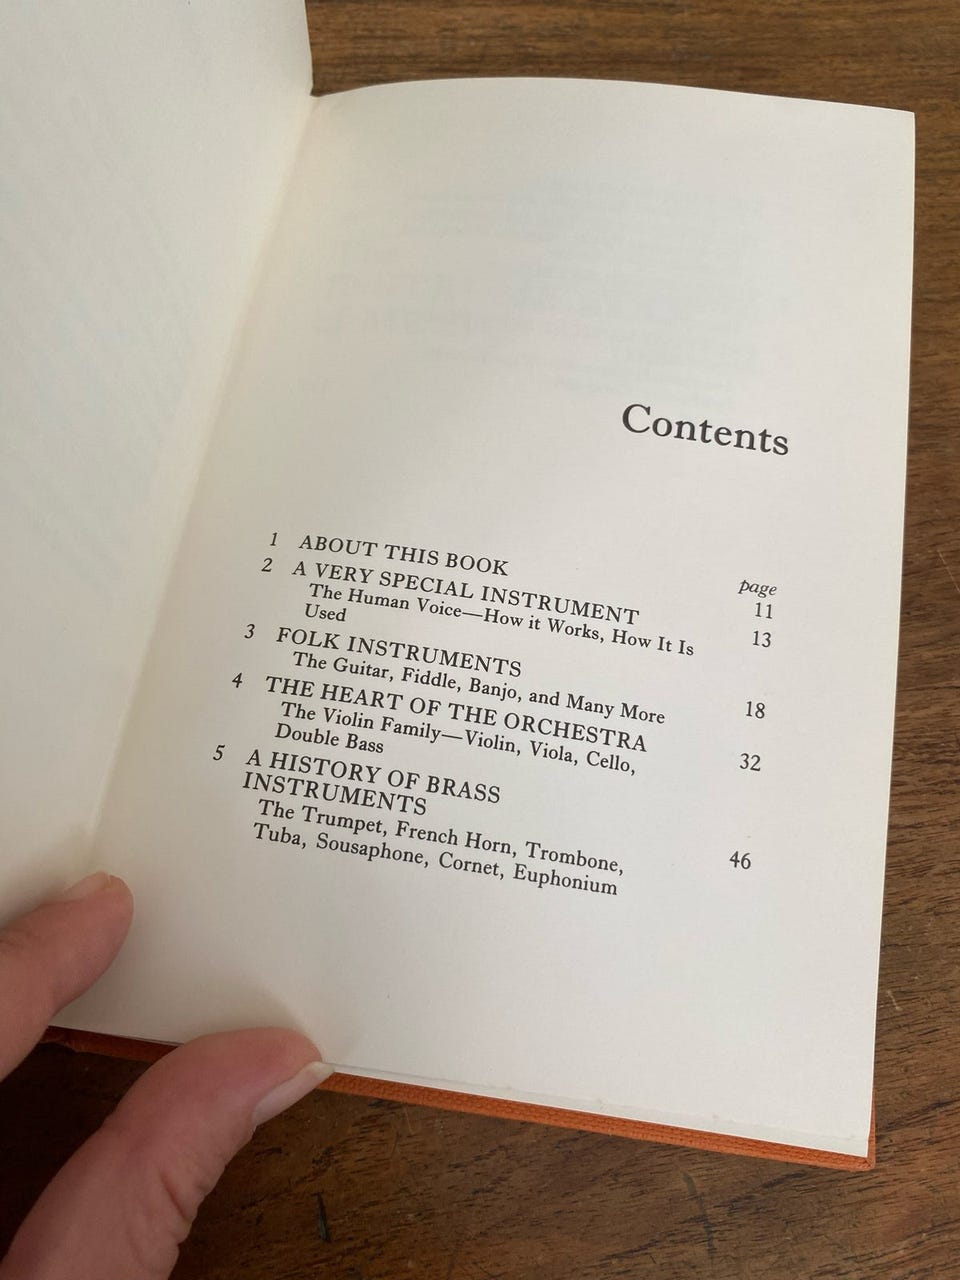 Contents
page
1 ABOUT THIS BOOK 11
2 A VERY SPECIAL INSTRUMENT 13
The Human Voice—How it Works, How It Is
Used
3 FOLK INSTRUMENTS 18
The Guitar, Fiddle, Banjo, and Many More
4 THE HEART OF THE ORCHESTRA 32
The Violin Family—Violin, Viola, Cello,
Double Bass
5 A HISTORY OF BRASS
INSTRUMENTS 46
The Trumpet, French Horn, Trombone,
Tuba, Sousaphone, Cornet, Euphonium